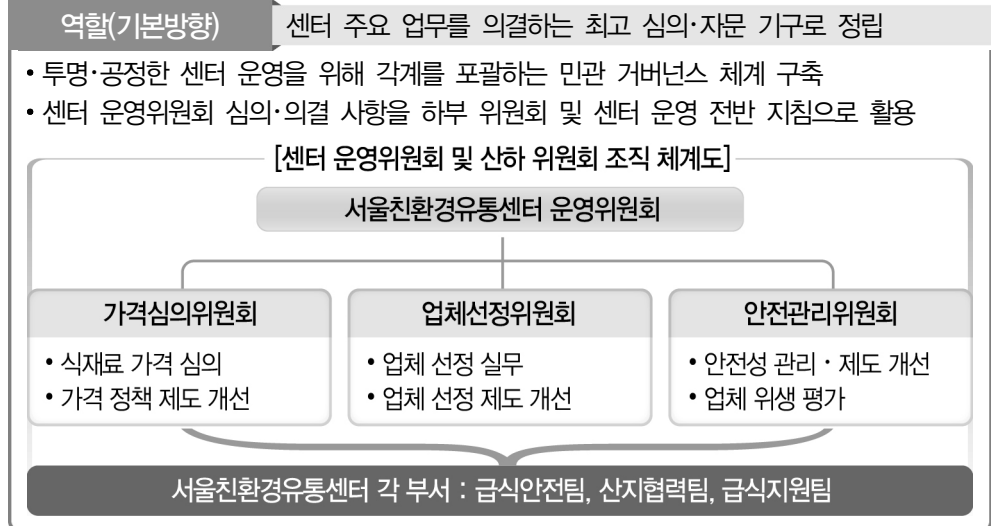 역할(기본방향)
센터 주요 업무를 의결하는 최고 심의·자문 기구로 정립
• 투명·공정한 센터 운영을 위해 각계를 포괄하는 민관 거버넌스 체계 구축
• 센터 운영위원회 심의·의결 사항을 하부 위원회 및 센터 운영 전반 지침으로 활용
[센터 운영위원회 및 산하 위원회 조직 체계도]
서울친환경유통센터 운영위원회
가격심의위원회
• 식재료 가격 심의
• 가격 정책 제도 개선
업체선정위원회
• 업체 선정 실무
• 업체 선정 제도 개선
안전관리위원회
• 안전성 관리·제도 개선
• 업체 위생 평가
서울친환경유통센터 각 부서 : 급식안전팀, 산지협력팀, 급식지원팀